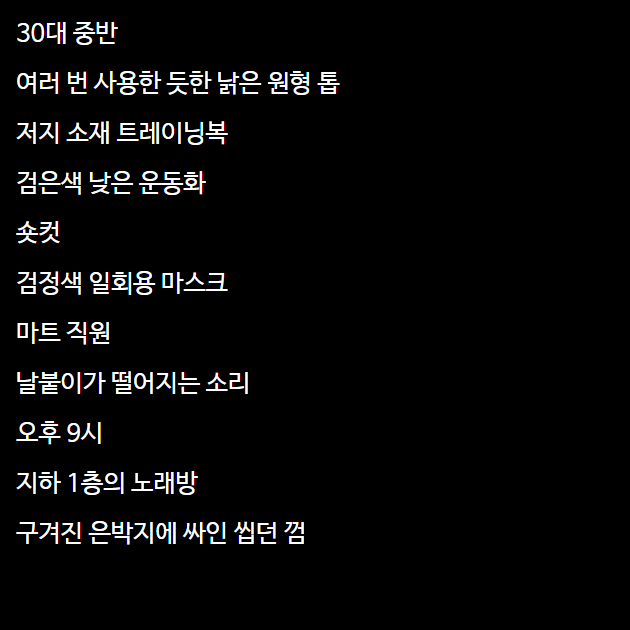 30대 중반
여러 번 사용한 듯한 낡은 원형 톱
저지 소재 트레이닝복
검은색 낮은 운동화
숏컷
검정색 일회용 마스크
마트 직원
날붙이가 떨어지는 소리
오후 9시
지하 1층의 노래방
구겨진 은박지에 싸인 씹던 껌